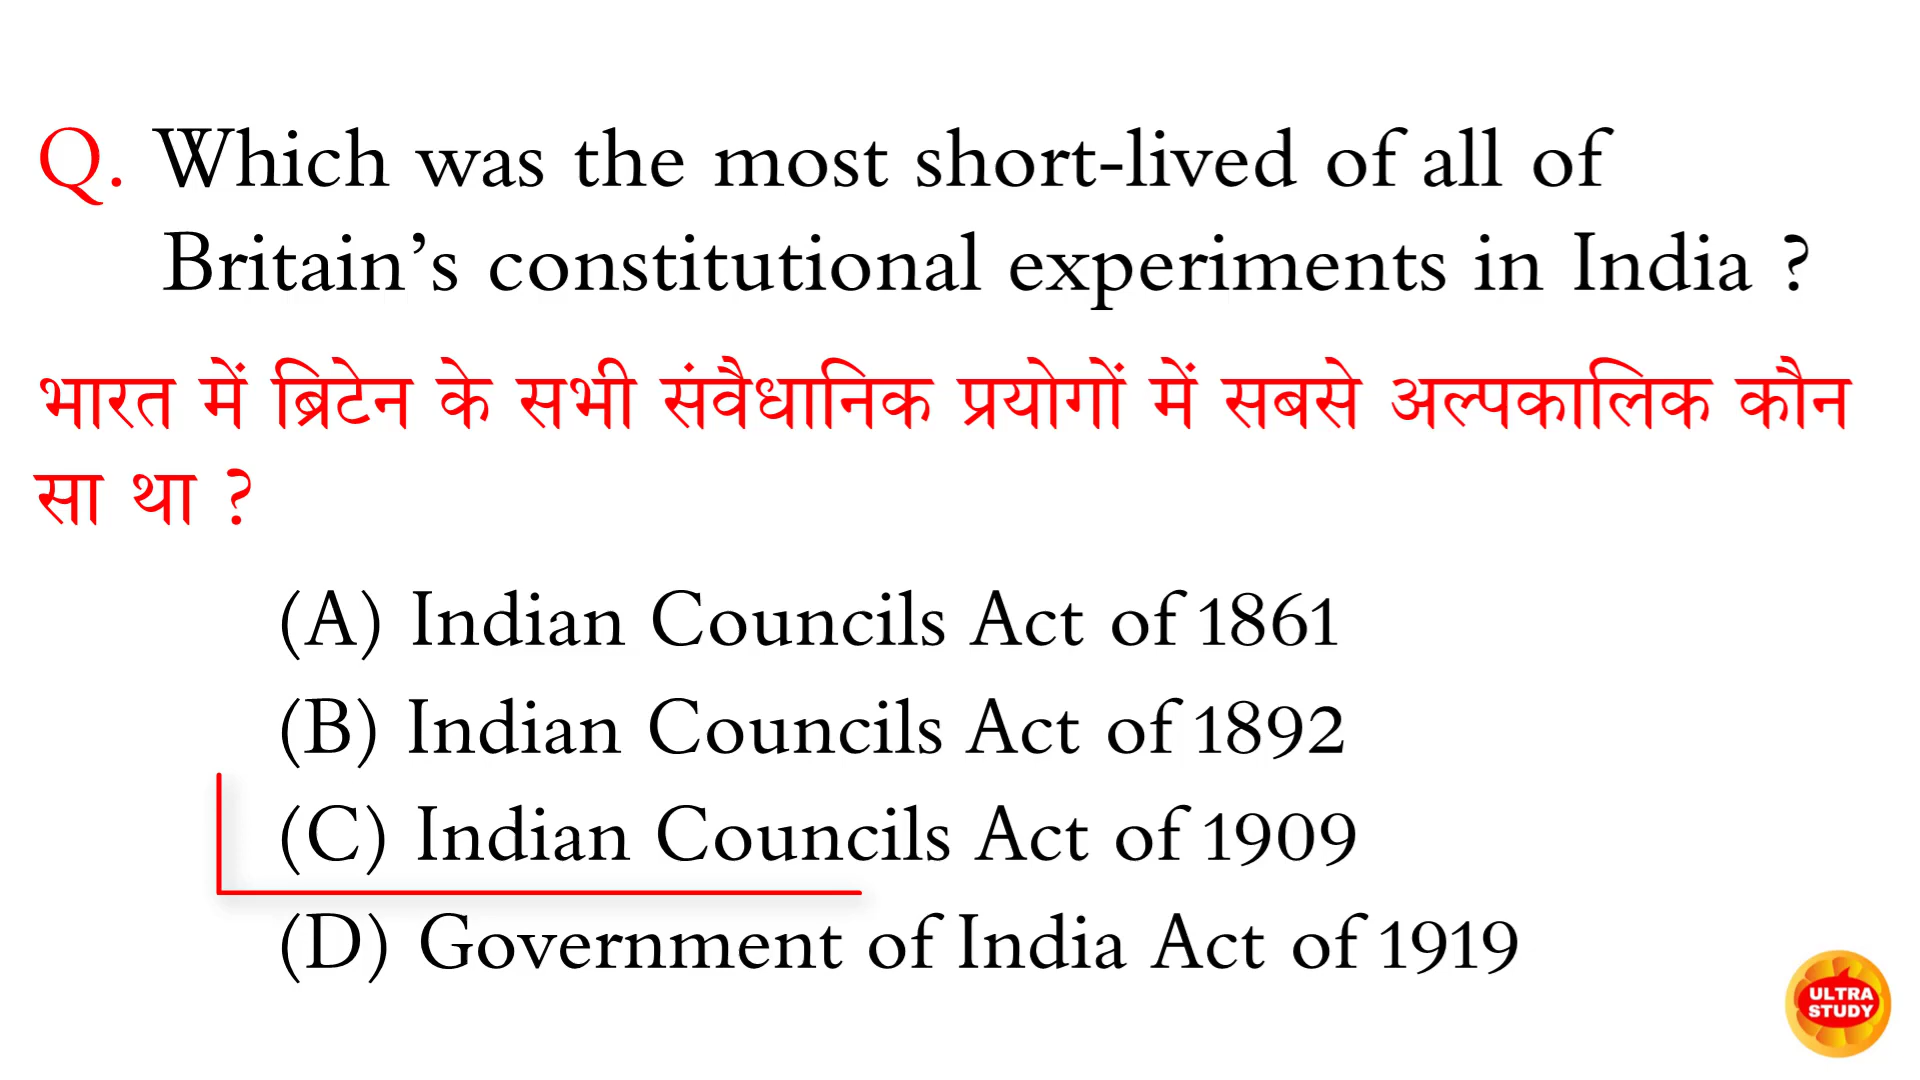 Q. Which was the most short-lived of all of
Britain’s constitutional experiments in India ?
भारत में ब्रिटेन के सभी संवैधानिक प्रयोगों में सबसे अल्पकालिक कौन
सा था ?
(A) Indian Councils Act of 1861
(B) Indian Councils Act of 1892
(C) Indian Councils Act of 1909
(D) Government of India Act of 1919
ULTRA
STUDY